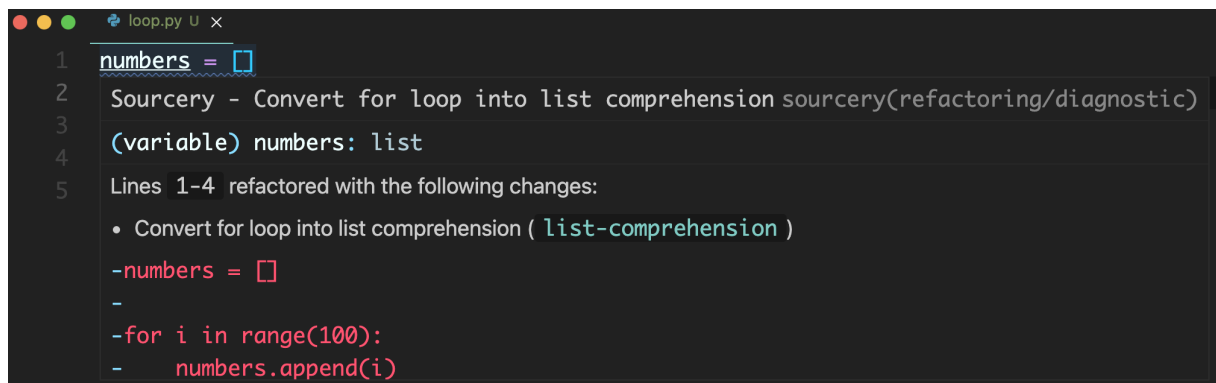 loop.py U ×
1 numbers = []
2 Sourcery - Convert for loop into list comprehension sourcery(refactoring/diagnostic)
3 (variable) numbers: list
4
5 Lines 1-4 refactored with the following changes:
• Convert for loop into list comprehension ( list-comprehension )
-numbers = []
-
-for i in range(100):
-    numbers.append(i)